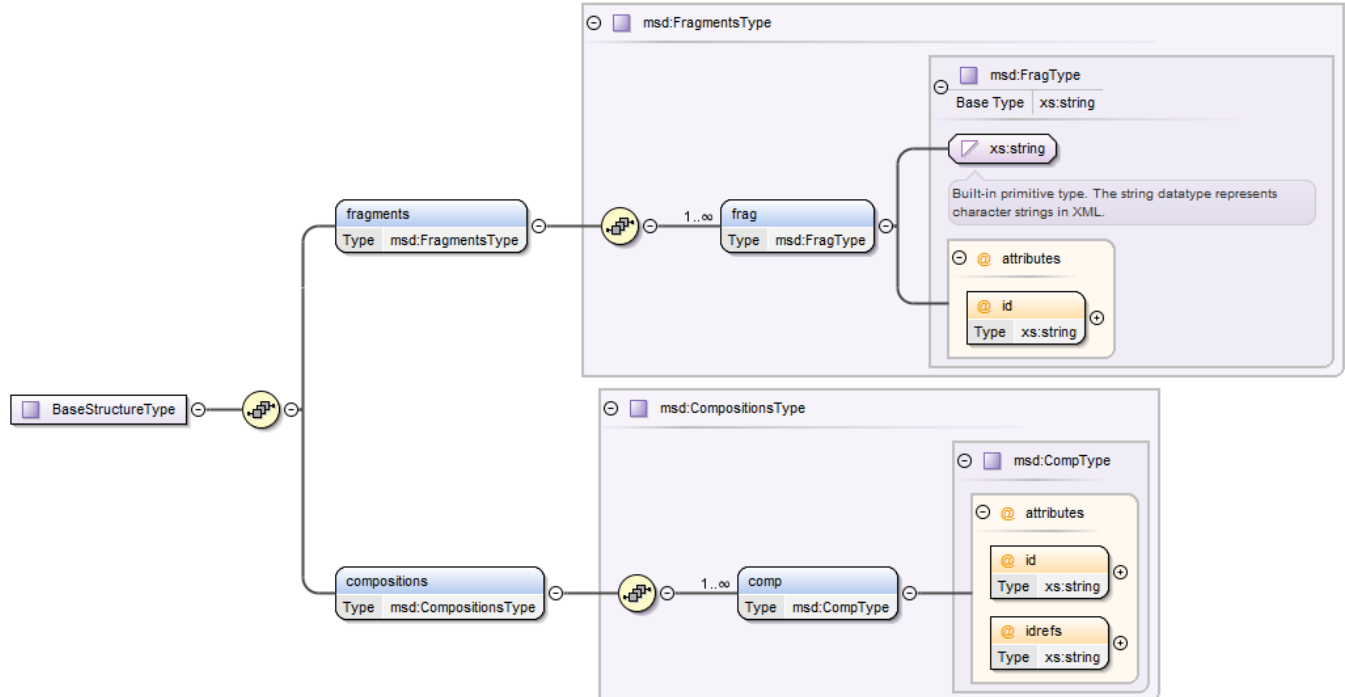 msd:FragmentsType
msd:FragType
Base Type xs:string
xs:string
Built-in primitive type. The string datatype represents
character strings in XML.
fragments
Type msd:FragmentsType
1..∞
frag
Type msd:FragType
@ attributes
@ id
Type xs:string
BaseStructureType
msd:CompositionsType
msd:CompType
@ attributes
@ id
Type xs:string
compositions
Type msd:CompositionsType
1..∞
comp
Type msd:CompType
@ idrefs
Type xs:string